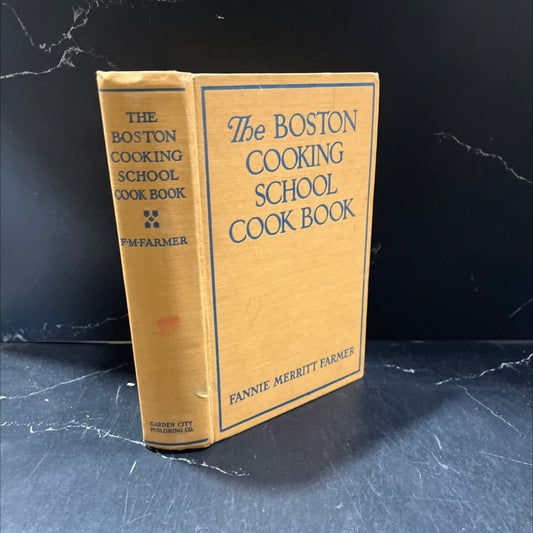 THE
BOSTON
COOKING
SCHOOL
COOK BOOK
F·M·FARMER
GARDEN CITY
PUBLISHING CO.
The BOSTON
COOKING
SCHOOL
COOK BOOK
FANNIE MERRITT FARMER